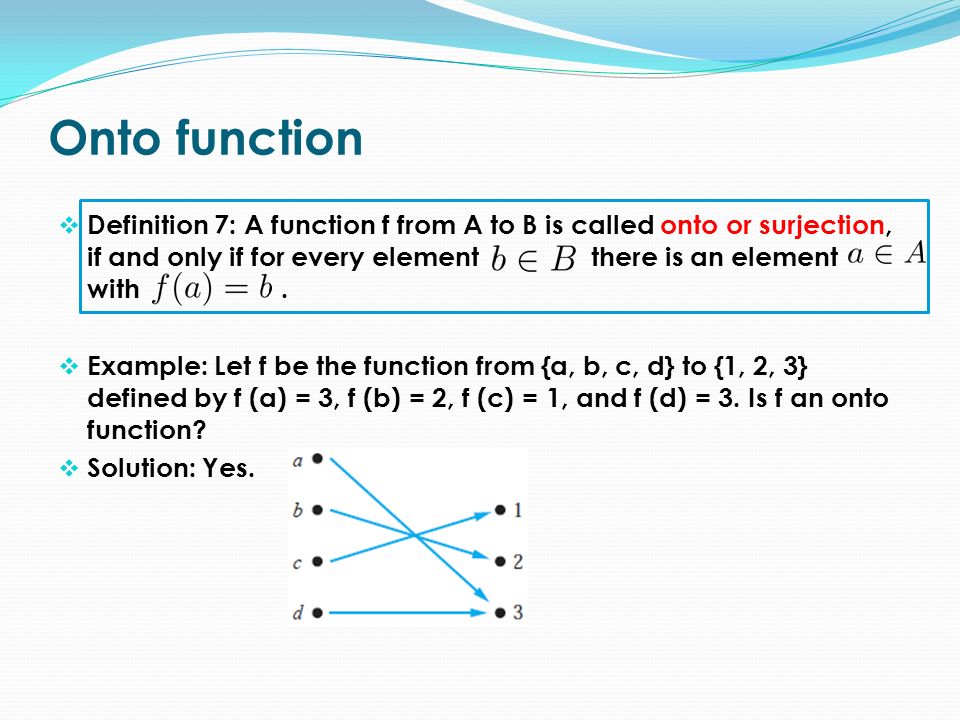 Onto function
Definition 7: A function f from A to B is called onto or surjection,
if and only if for every element b ∈ B there is an element a ∈ A
with f(a) = b .
Example: Let f be the function from {a, b, c, d} to {1, 2, 3}
defined by f (a) = 3, f (b) = 2, f (c) = 1, and f (d) = 3. Is f an onto
function?
Solution: Yes.
a
b 1
c 2
d 3